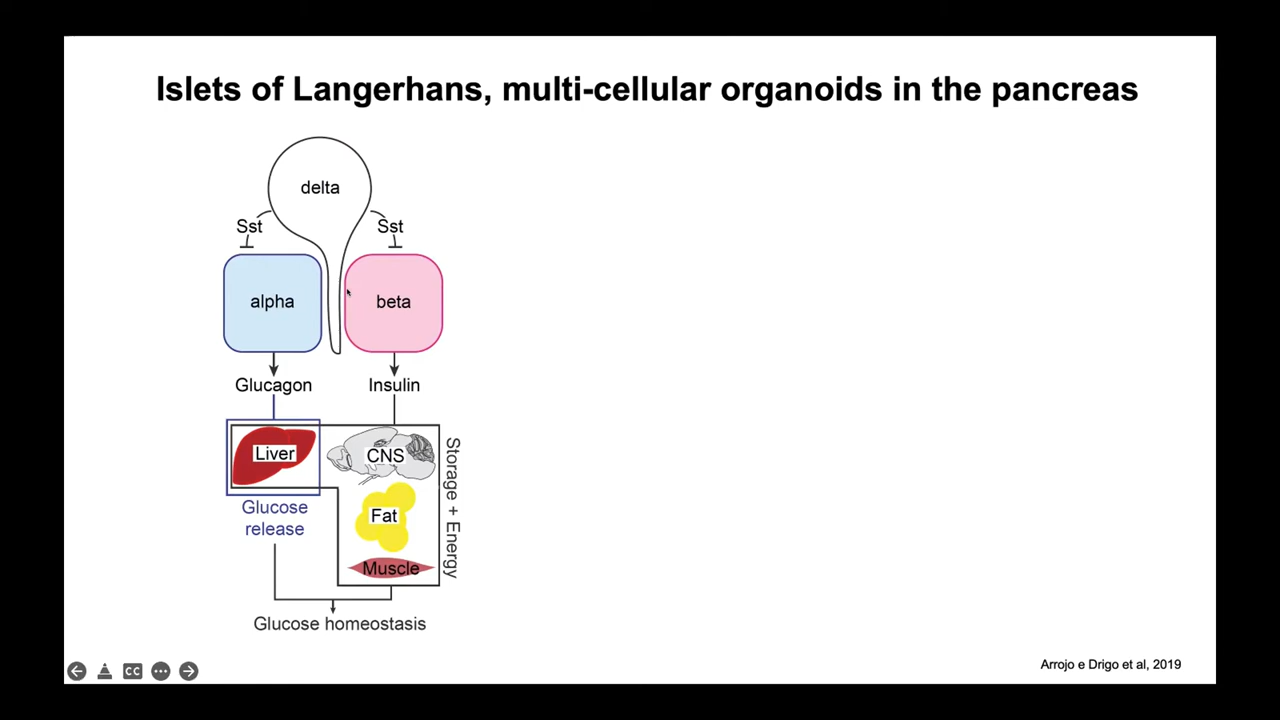 Islets of Langerhans, multi-cellular organoids in the pancreas
delta
Sst
Sst
alpha
beta
Glucagon
Insulin
Liver
CNS
Fat
Muscle
Storage + Energy
Glucose
release
Glucose homeostasis
Arrojo e Drigo et al, 2019
CC